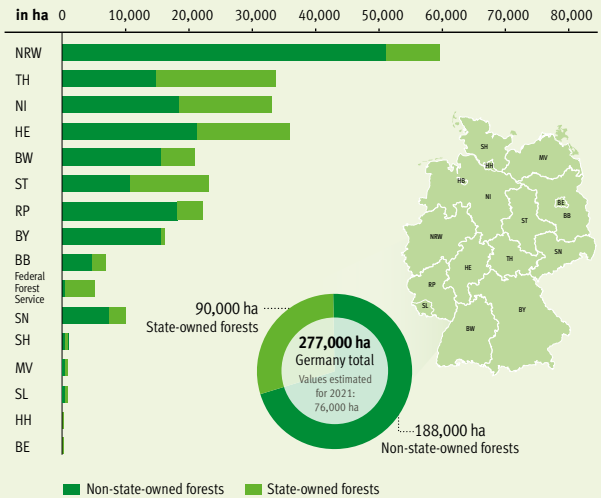 in ha 0 10,000 20,000 30,000 40,000 50,000 60,000 70,000 80,000
NRW
TH
NI
HE
BW
ST
RP
BY
BB
Federal
Forest
Service
SN
SH
MV
SL
HH
BE
SH
HH
MV
HB
NI
BE
BB
ST
NRW
SN
TH
HE
RP
SL
BY
BW
90,000 ha
State-owned forests
277,000 ha
Germany total
Values estimated
for 2021:
76,000 ha
188,000 ha
Non-state-owned forests
Non-state-owned forests State-owned forests